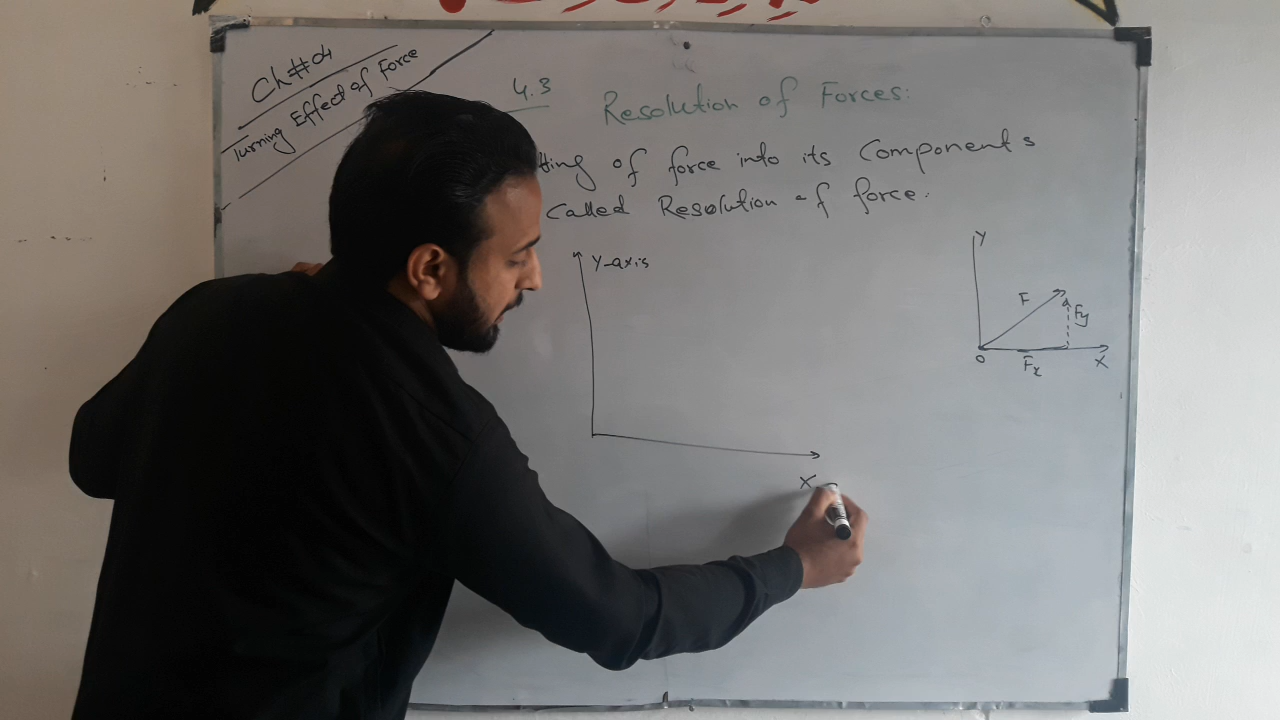 Ch#04
Turning Effect of Force
4.3 Resolution of Forces:
tting of force into its Components
Called Resolution of force.
Y-axis
X
Y
F
Fy
O
Fx
X